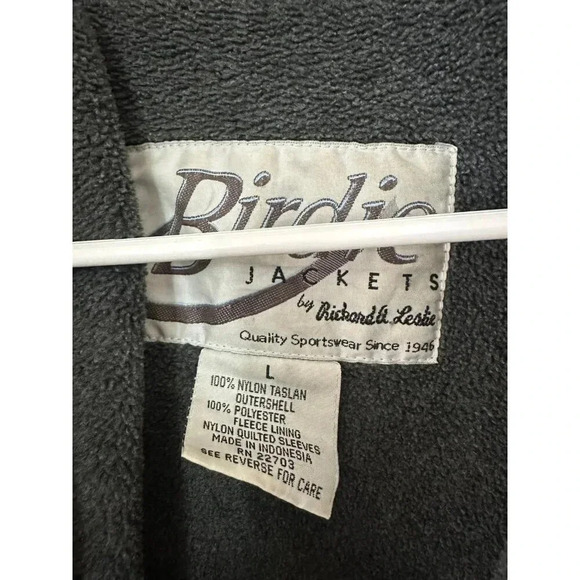 Birdie
JACKETS
by Richard A. Leslie
Quality Sportswear Since 1946
L
100% NYLON TASLAN
OUTERSHELL
100% POLYESTER
FLEECE LINING
NYLON QUILTED SLEEVES
MADE IN INDONESIA
RN 22703
SEE REVERSE FOR CARE